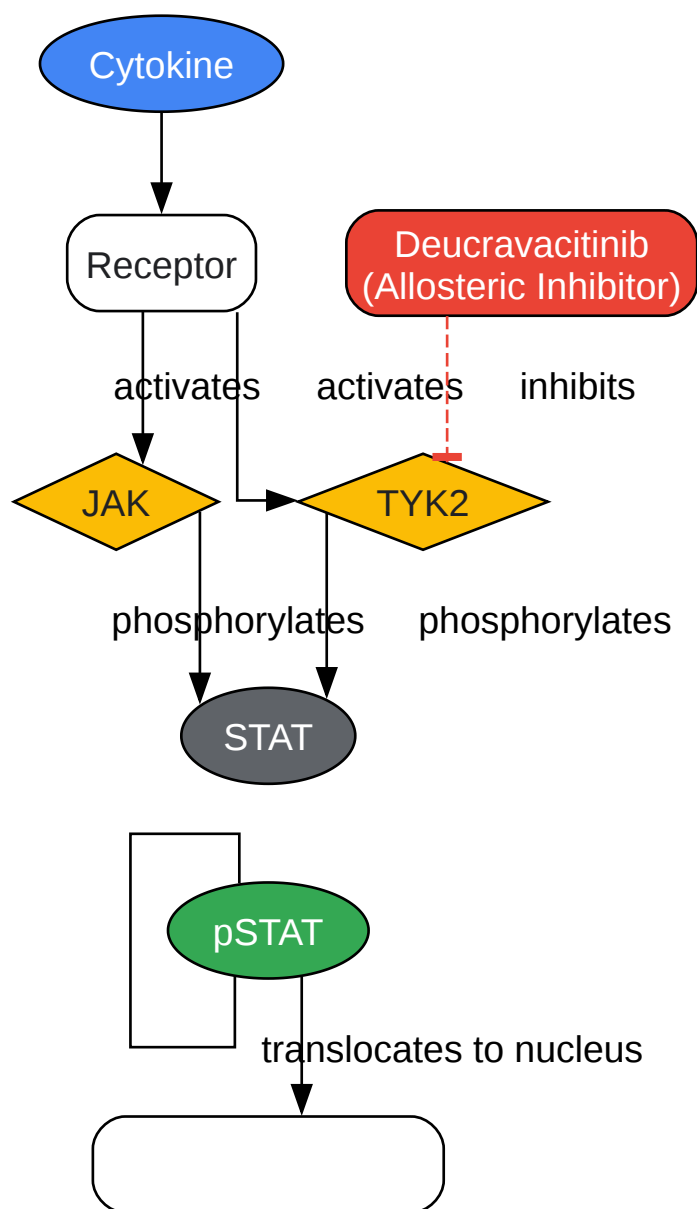 Cytokine
Receptor
Deucravacitinib
(Allosteric Inhibitor)
activates
activates
inhibits
JAK
TYK2
phosphorylates
phosphorylates
STAT
pSTAT
translocates to nucleus